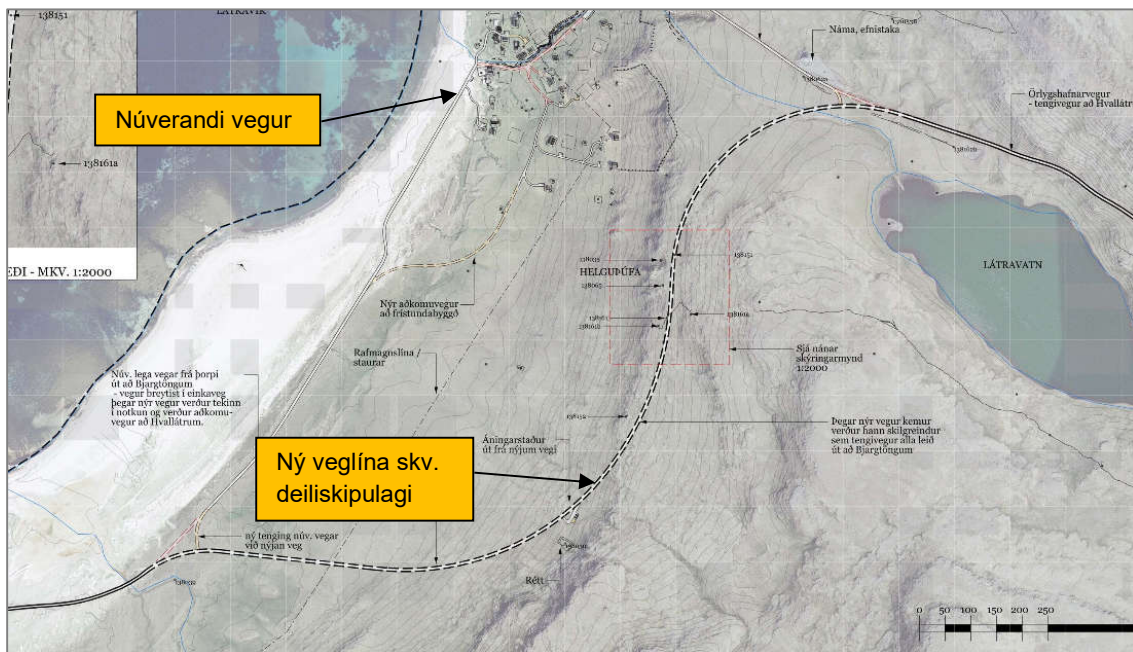 138151
LÁTRAVÍK
Náma, efnistaka
Núverandi vegur
Örlygshafnarvegur
- tengivegur að Hvallátr
138161a
EDI - MKV. 1:2000
LÁTRAVATN
HELGUÞÚFA
138151
138161a
Nýr aðkomuvegur
að frístundabyggð
Sjá nánar
skýringarmynd
1:2000
Rafmagnslína /
staurar
Núv. lega vegar frá þorpi
út að Bjargtöngum
- vegur breytist í einkaveg
þegar nýr vegur verður tekinn
í notkun og verður aðkomu-
vegur að Hvallátrum.
Þegar nýr vegur kemur
verður hann skilgreindur
sem tengivegur alla leið
út að Bjargtöngum
Áningarstaður
út frá nýjum vegi
Ný veglína skv.
deiliskipulagi
ný tenging núv. vegar
við nýjan veg
Rétt
0 50 100 150 200 250